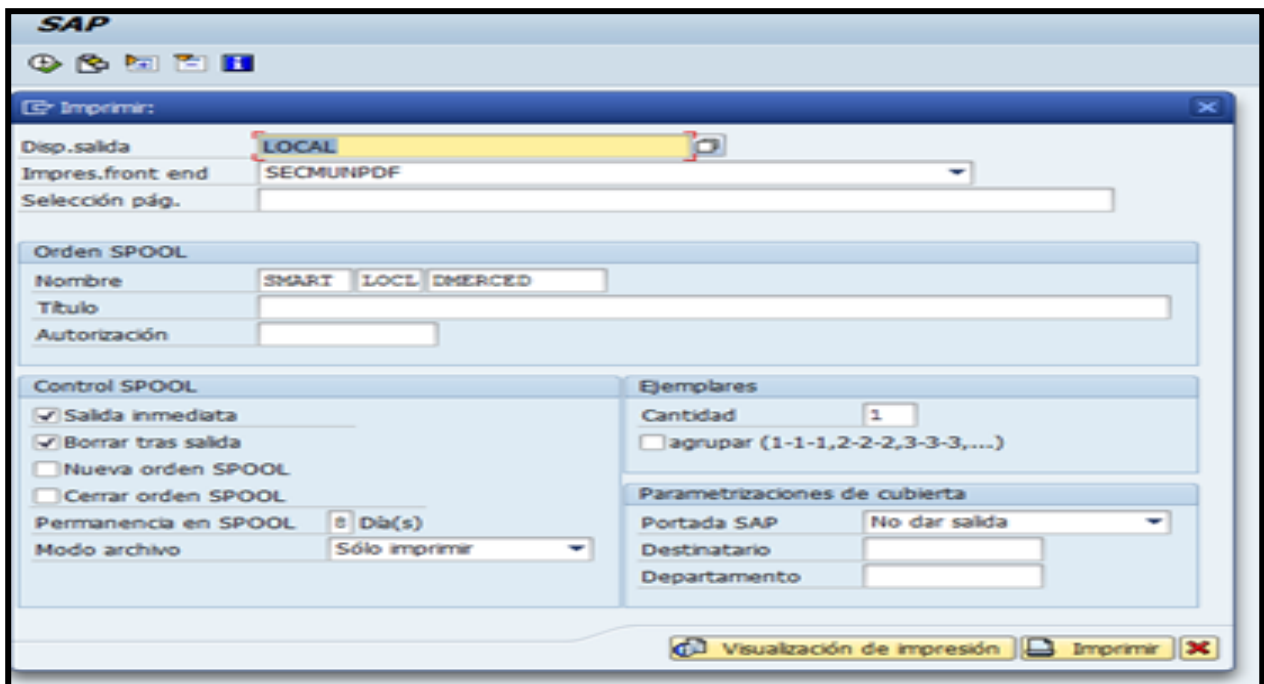 SAP
Imprimir:
Disp.salida LOCAL
Impres.front end SECMUNPDF
Selección pág.
Orden SPOOL
Nombre SMART LOCL DMERCED
Título
Autorización
Control SPOOL
Salida inmediata
Borrar tras salida
Nueva orden SPOOL
Cerrar orden SPOOL
Permanencia en SPOOL 8 Día(s)
Modo archivo Sólo imprimir
Ejemplares
Cantidad 1
agrupar (1-1-1,2-2-2,3-3-3,....)
Parametrizaciones de cubierta
Portada SAP No dar salida
Destinatario
Departamento
Visualización de impresión Imprimir